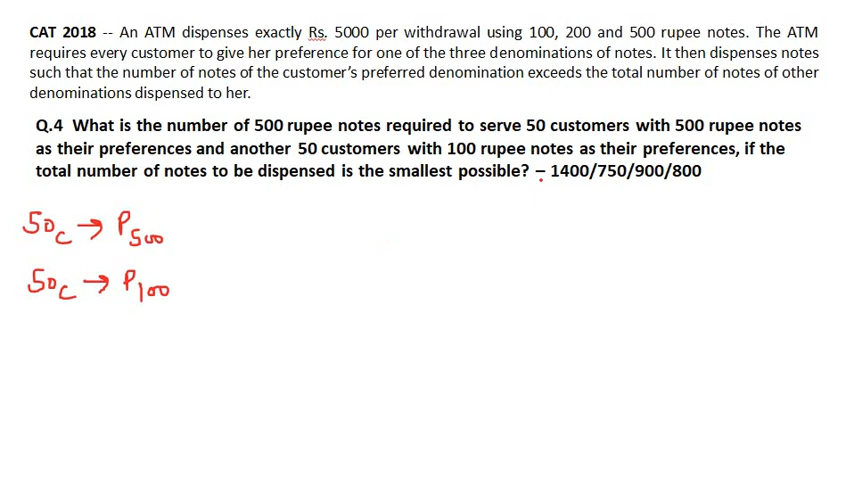 CAT 2018 -- An ATM dispenses exactly Rs. 5000 per withdrawal using 100, 200 and 500 rupee notes. The ATM
requires every customer to give her preference for one of the three denominations of notes. It then dispenses notes
such that the number of notes of the customer's preferred denomination exceeds the total number of notes of other
denominations dispensed to her.
Q.4 What is the number of 500 rupee notes required to serve 50 customers with 500 rupee notes
as their preferences and another 50 customers with 100 rupee notes as their preferences, if the
total number of notes to be dispensed is the smallest possible? – 1400/750/900/800
50c → P500
50c → P100